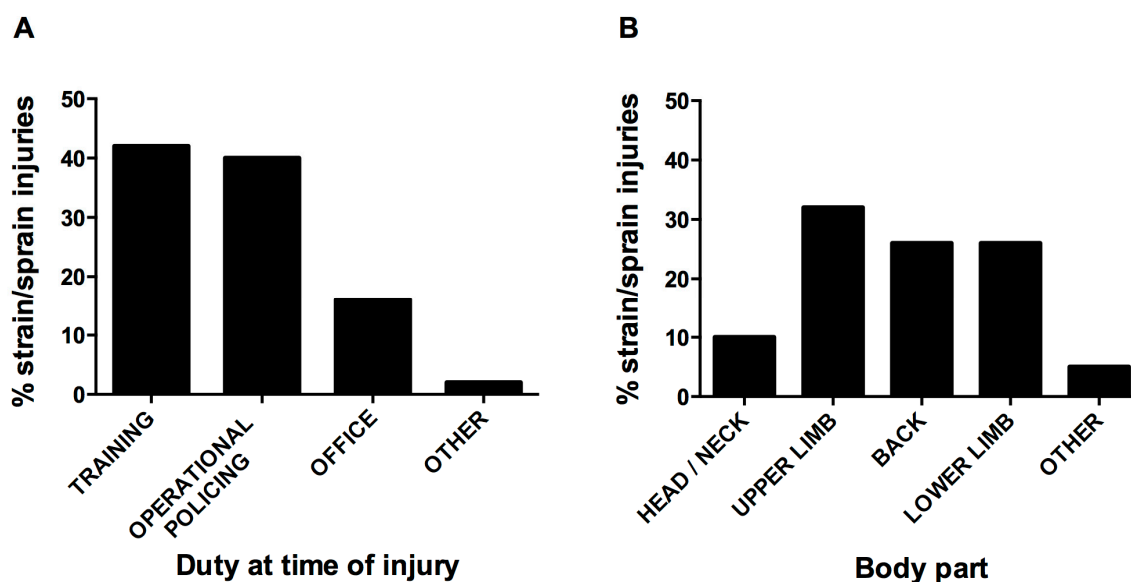 A
% strain/sprain injuries
50
40
30
20
10
0
TRAINING
OPERATIONAL
POLICING
OFFICE
OTHER
Duty at time of injury
B
% strain/sprain injuries
50
40
30
20
10
0
HEAD / NECK
UPPER LIMB
BACK
LOWER LIMB
OTHER
Body part